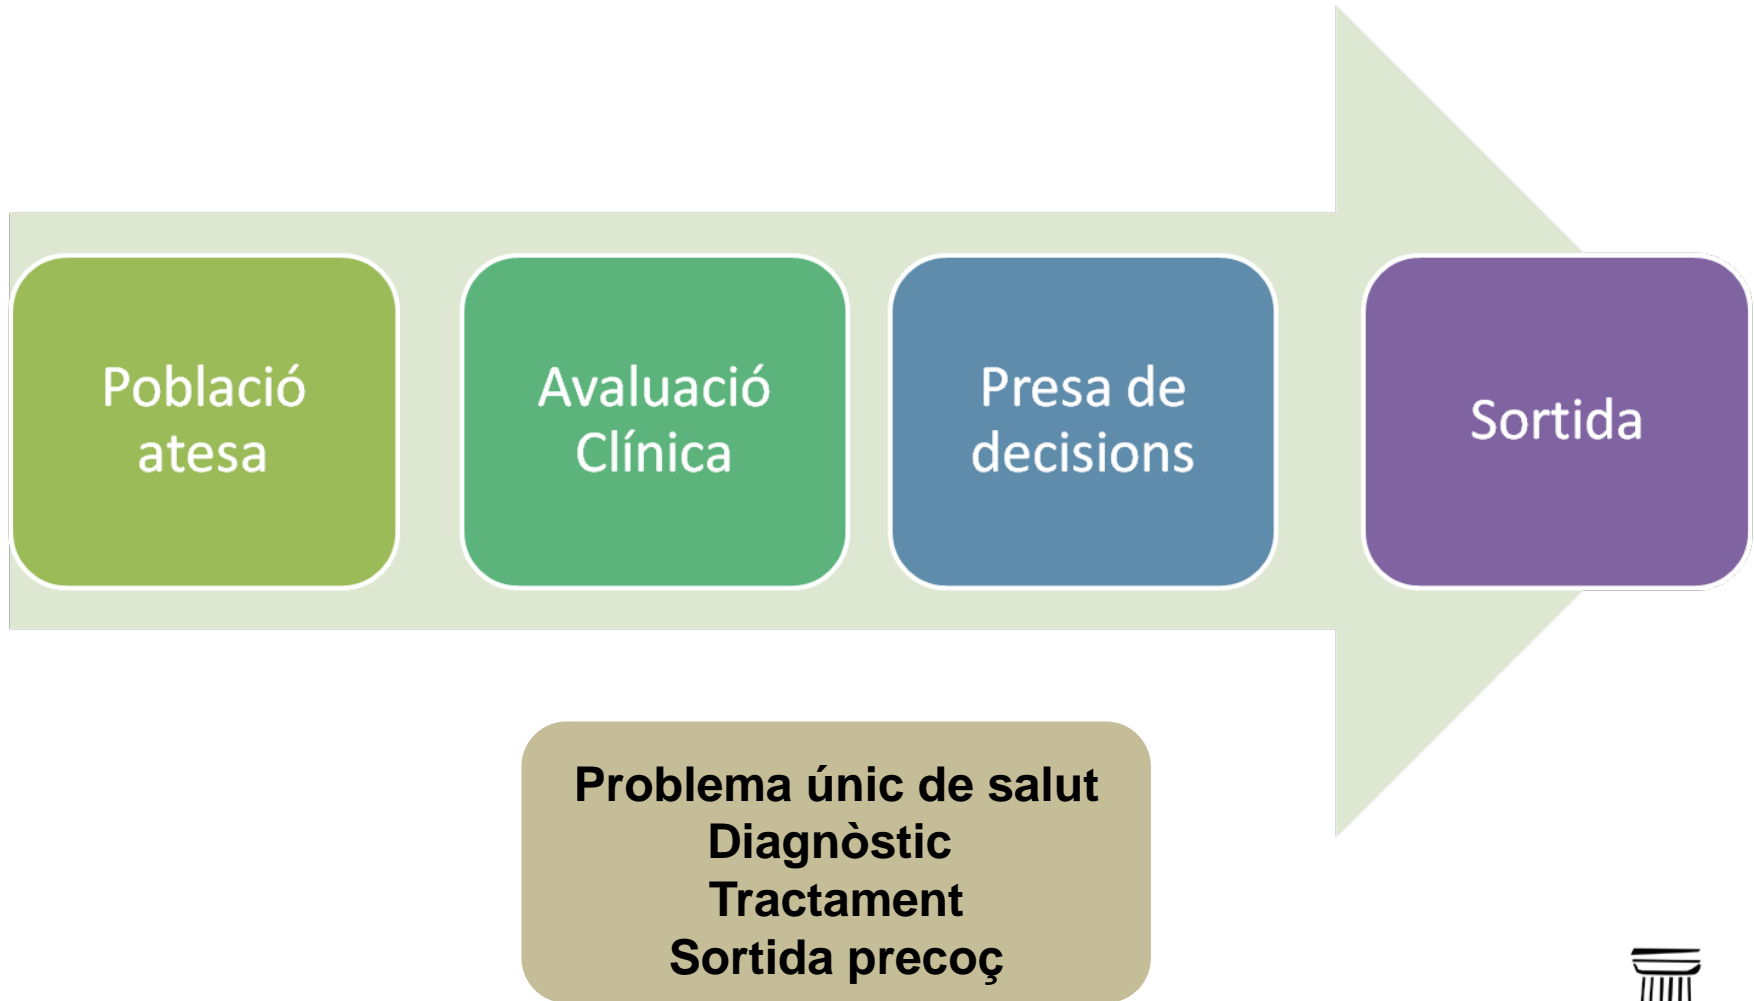 Població
atesa
Avaluació
Clínica
Presa de
decisions
Sortida
Problema únic de salut
Diagnòstic
Tractament
Sortida precoç